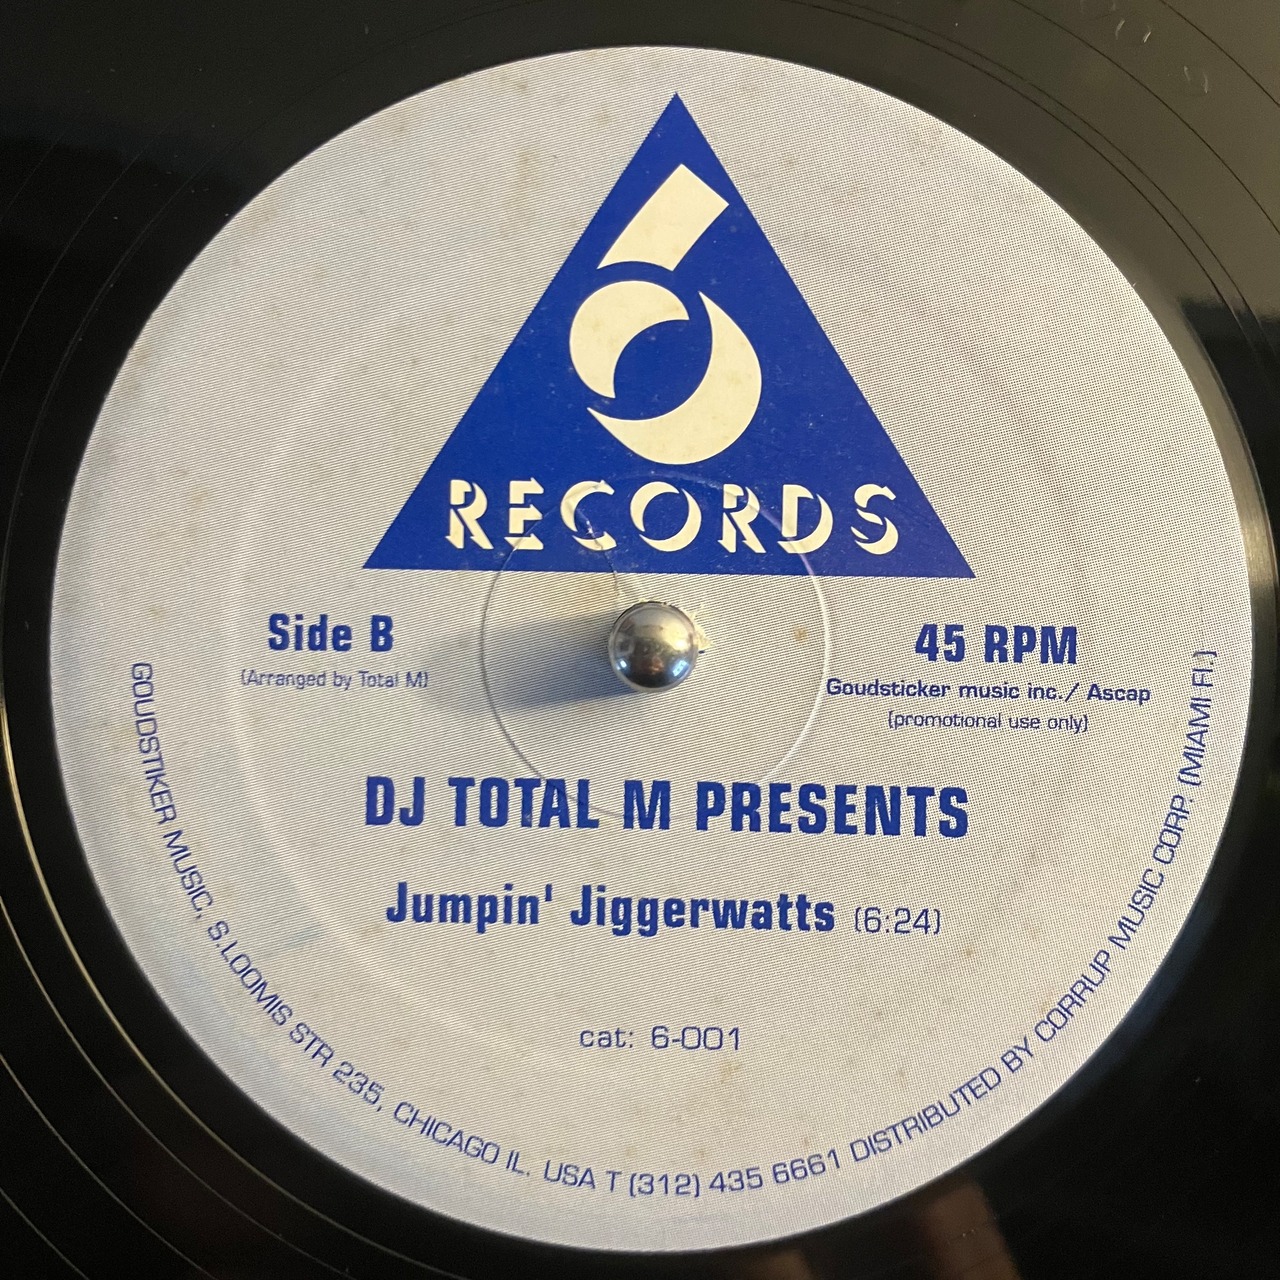 6
RECORDS
Side B
(Arranged by Total M)
45 RPM
Goudsticker music inc./ Ascap
(promotional use only)
DJ TOTAL M PRESENTS
Jumpin' Jiggerwatts (6:24)
cat: 6-001
GOUDSTIKER MUSIC, S.LOOMIS STR 235, CHICAGO IL. USA T (312) 435 6661 DISTRIBUTED BY CORRUP MUSIC CORP. (MIAMI Fl.)